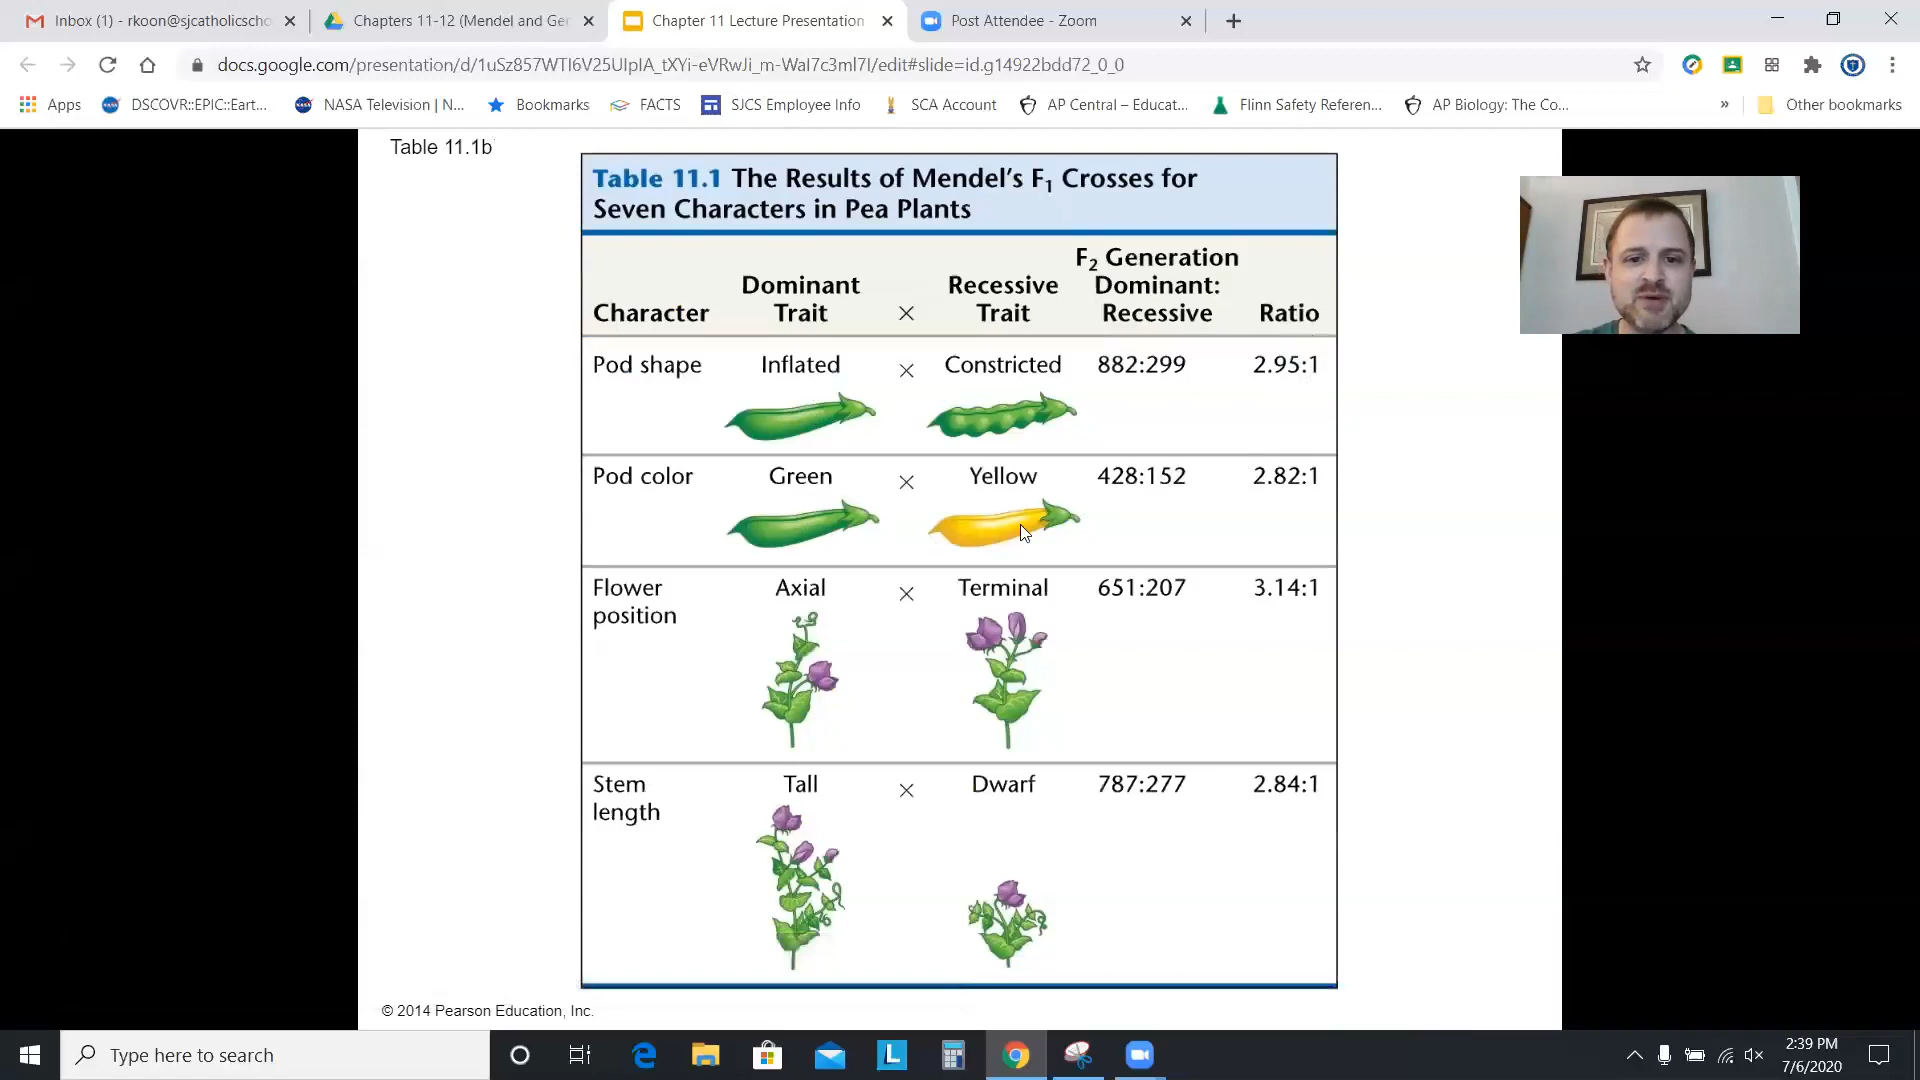 Inbox (1) - rkoon@sjcatholicscho
Chapters 11-12 (Mendel and Ger
Chapter 11 Lecture Presentation
Post Attendee - Zoom
docs.google.com/presentation/d/1uSz857WTI6V25UIpIA_tXYi-eVRwJi_m-WaI7c3ml7I/edit#slide=id.g14922bdd72_0_0
Apps
DSCOVR::EPIC::Eart...
NASA Television | N...
Bookmarks
FACTS
SJCS Employee Info
SCA Account
AP Central – Educat...
Flinn Safety Referen...
AP Biology: The Co...
»
Other bookmarks
Table 11.1b
Table 11.1 The Results of Mendel's F1 Crosses for
Seven Characters in Pea Plants
Character
Dominant
Trait
×
Recessive
Trait
F2 Generation
Dominant:
Recessive
Ratio
Pod shape
Inflated
×
Constricted
882:299
2.95:1
Pod color
Green
×
Yellow
428:152
2.82:1
Flower
position
Axial
×
Terminal
651:207
3.14:1
Stem
length
Tall
×
Dwarf
787:277
2.84:1
© 2014 Pearson Education, Inc.
Type here to search
L
2:39 PM
7/6/2020